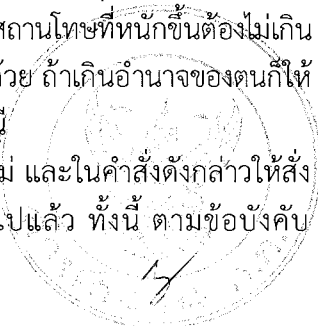 สถานโทษที่หนักขึ้นต้องไม่เกิน
ด้วย ถ้าเกินอำนาจของตนก็ให้
และในคำสั่งดังกล่าวให้สั่ง
ไปแล้ว ทั้งนี้ ตามข้อบังคับ